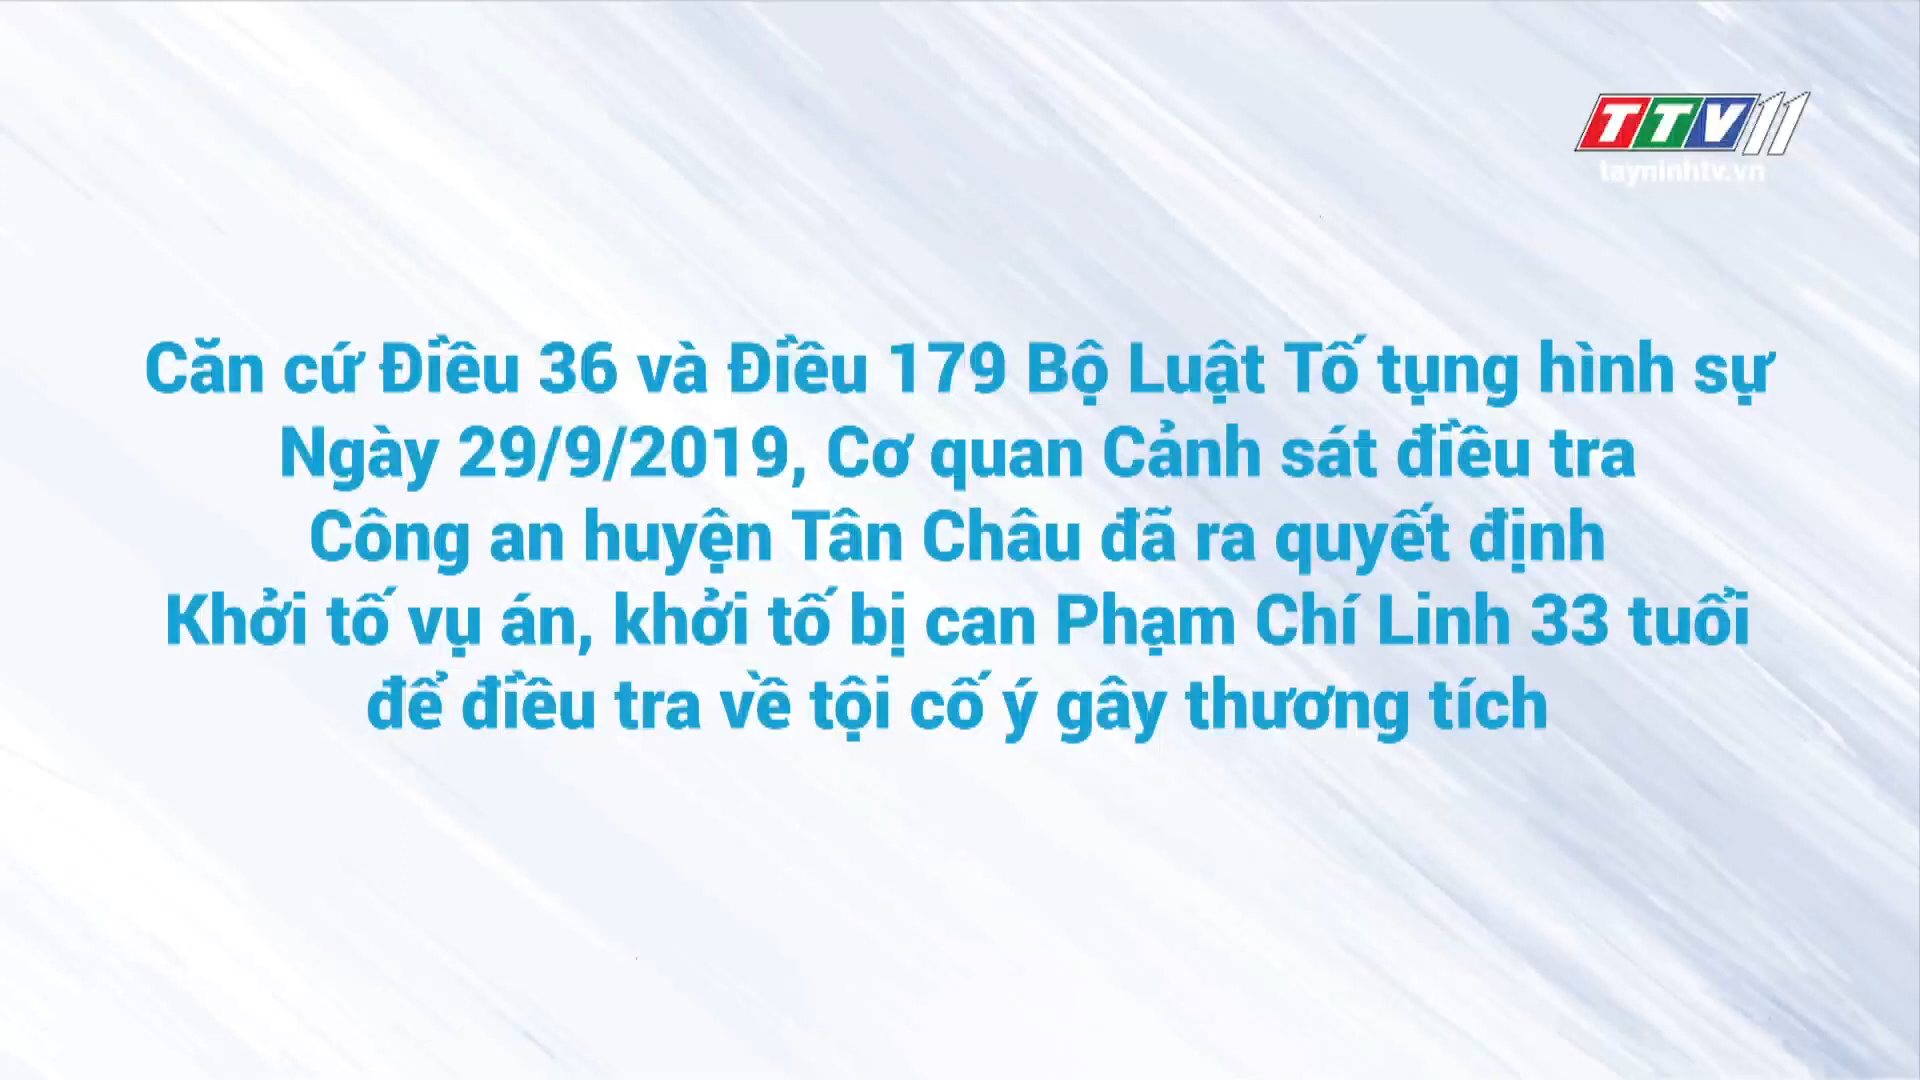 TTV11
tayninhtv.vn
Căn cứ Điều 36 và Điều 179 Bộ Luật Tố tụng hình sự
Ngày 29/9/2019, Cơ quan Cảnh sát điều tra
Công an huyện Tân Châu đã ra quyết định
Khởi tố vụ án, khởi tố bị can Phạm Chí Linh 33 tuổi
để điều tra về tội cố ý gây thương tích